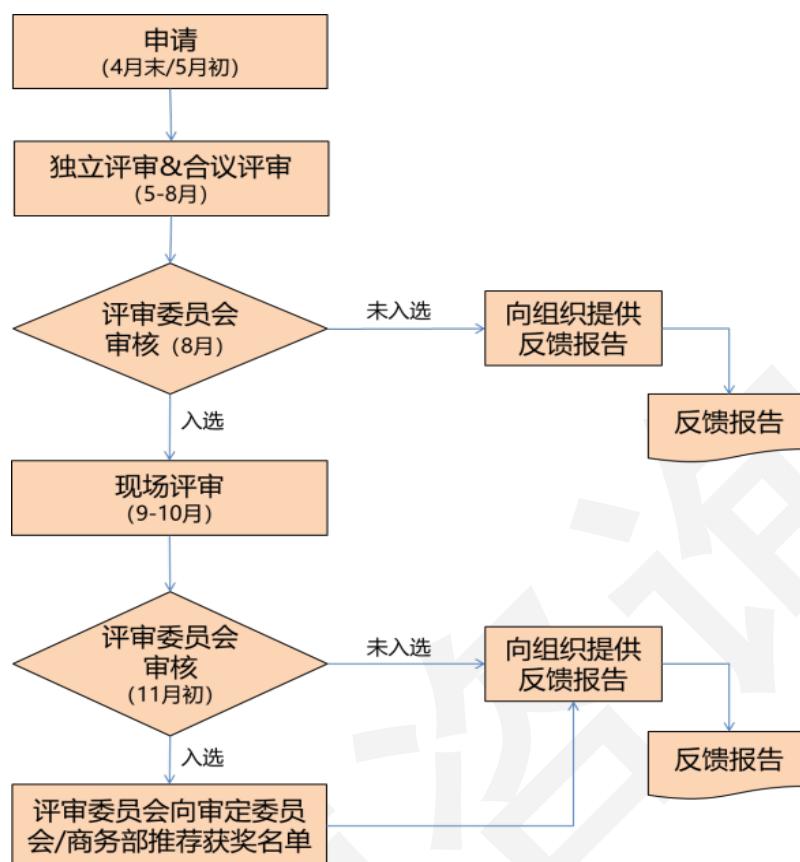 申请
(4月末/5月初)
独立评审&合议评审
(5-8月)
评审委员会
审核 (8月)
未入选
向组织提供
反馈报告
反馈报告
入选
现场评审
(9-10月)
评审委员会
审核
(11月初)
未入选
向组织提供
反馈报告
反馈报告
入选
评审委员会向审定委员
会/商务部推荐获奖名单